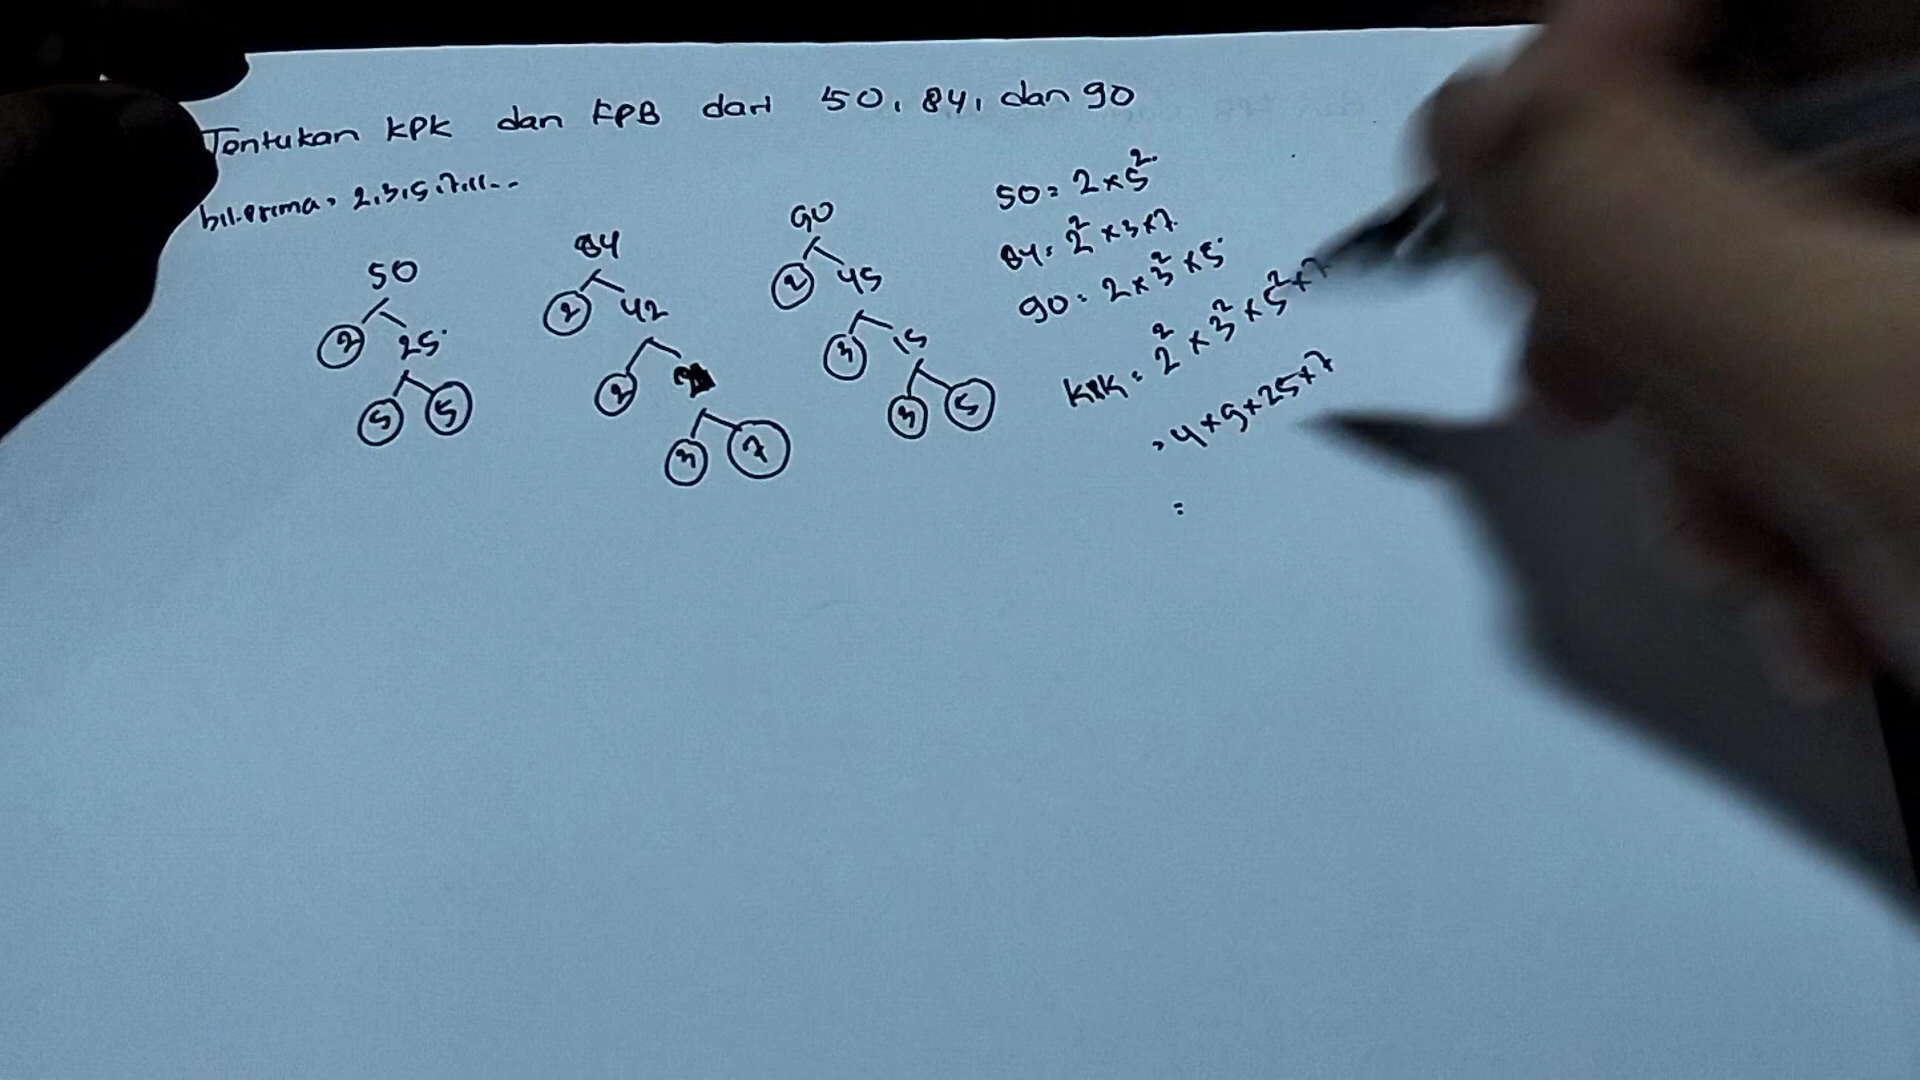 Tentukan KPK dan FPB dari 50, 84, dan 90
bil.prima = 2,3,5,7,11...
50
2 25
5 5
84
2 42
2
3 7
90
2 45
3 15
3 5
50 = 2 × 5²
84 = 2² × 3 × 7
90 = 2 × 3² × 5
KPK = 2² × 3² × 5² × 7
= 4 × 9 × 25 × 7
=